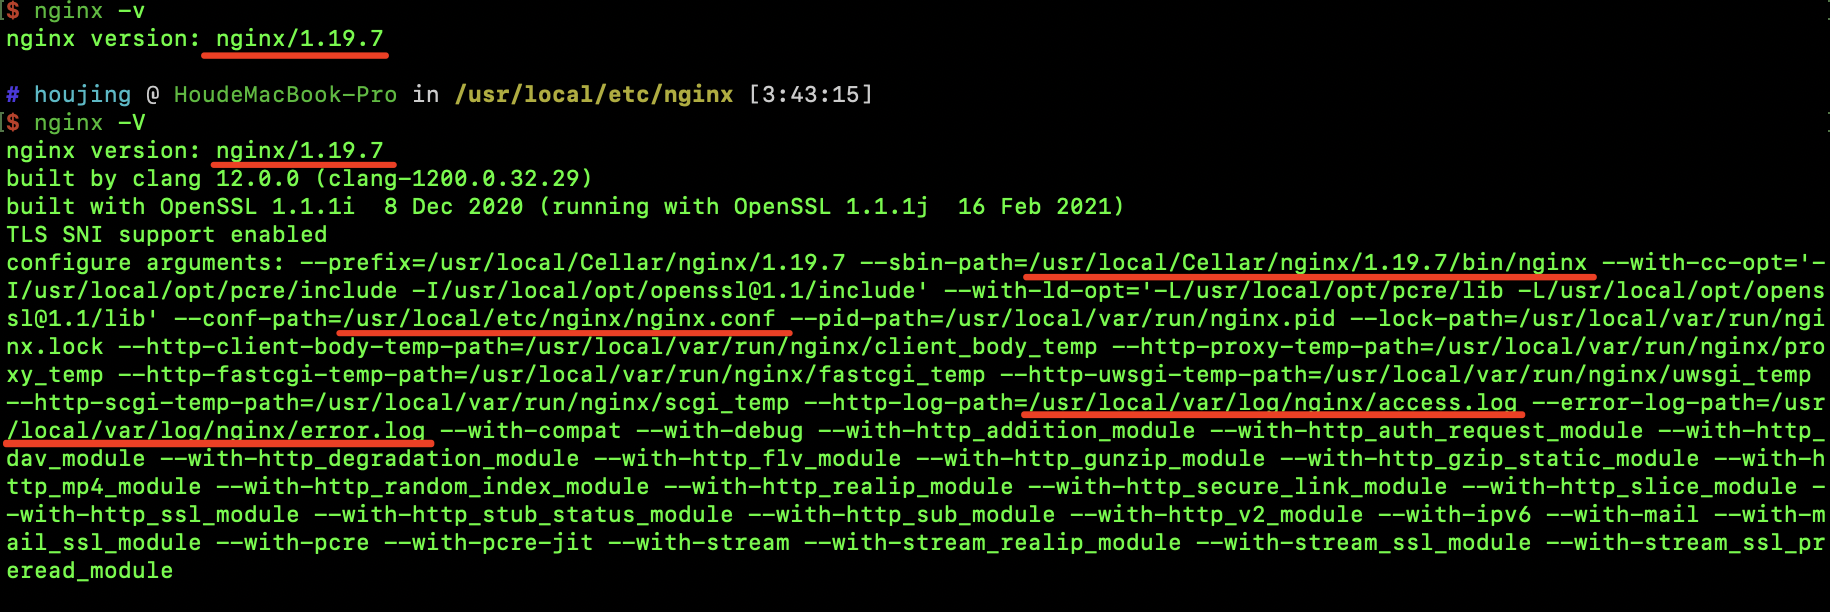 $ nginx -v
nginx version: nginx/1.19.7
# houjing @ HoudeMacBook-Pro in /usr/local/etc/nginx [3:43:15]
$ nginx -V
nginx version: nginx/1.19.7
built by clang 12.0.0 (clang-1200.0.32.29)
built with OpenSSL 1.1.1i  8 Dec 2020 (running with OpenSSL 1.1.1j  16 Feb 2021)
TLS SNI support enabled
configure arguments: --prefix=/usr/local/Cellar/nginx/1.19.7 --sbin-path=/usr/local/Cellar/nginx/1.19.7/bin/nginx --with-cc-opt='-
I/usr/local/opt/pcre/include -I/usr/local/opt/openssl@1.1/include' --with-ld-opt='-L/usr/local/opt/pcre/lib -L/usr/local/opt/opens
sl@1.1/lib' --conf-path=/usr/local/etc/nginx/nginx.conf --pid-path=/usr/local/var/run/nginx.pid --lock-path=/usr/local/var/run/ngi
nx.lock --http-client-body-temp-path=/usr/local/var/run/nginx/client_body_temp --http-proxy-temp-path=/usr/local/var/run/nginx/pro
xy_temp --http-fastcgi-temp-path=/usr/local/var/run/nginx/fastcgi_temp --http-uwsgi-temp-path=/usr/local/var/run/nginx/uwsgi_temp
--http-scgi-temp-path=/usr/local/var/run/nginx/scgi_temp --http-log-path=/usr/local/var/log/nginx/access.log --error-log-path=/usr
/local/var/log/nginx/error.log --with-compat --with-debug --with-http_addition_module --with-http_auth_request_module --with-http_
dav_module --with-http_degradation_module --with-http_flv_module --with-http_gunzip_module --with-http_gzip_static_module --with-h
ttp_mp4_module --with-http_random_index_module --with-http_realip_module --with-http_secure_link_module --with-http_slice_module -
-with-http_ssl_module --with-http_stub_status_module --with-http_sub_module --with-http_v2_module --with-ipv6 --with-mail --with-m
ail_ssl_module --with-pcre --with-pcre-jit --with-stream --with-stream_realip_module --with-stream_ssl_module --with-stream_ssl_pr
eread_module